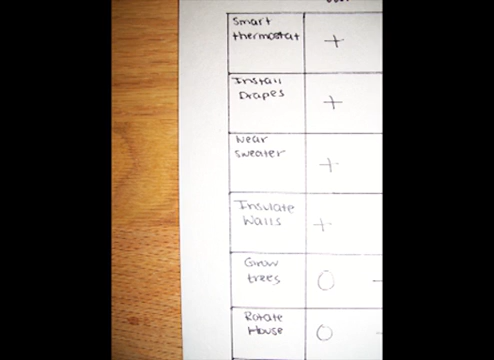 Smart
thermostat
+
Install
Drapes
+
Wear
sweater
+
Insulate
Walls
+
Grow
trees
O
Rotate
House
O